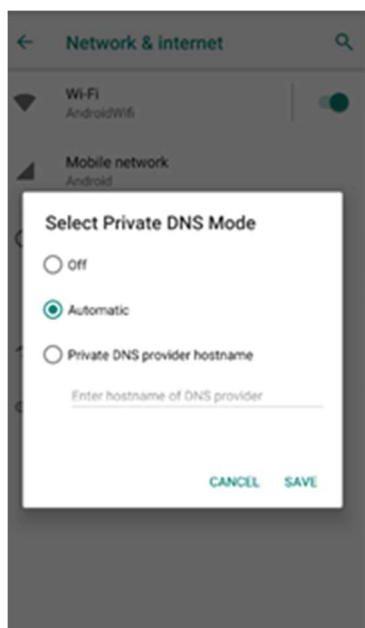 Network & internet
Wi-Fi
AndroidWifi
Mobile network
Android
Select Private DNS Mode
Off
Automatic
Private DNS provider hostname
Enter hostname of DNS provider
CANCEL SAVE